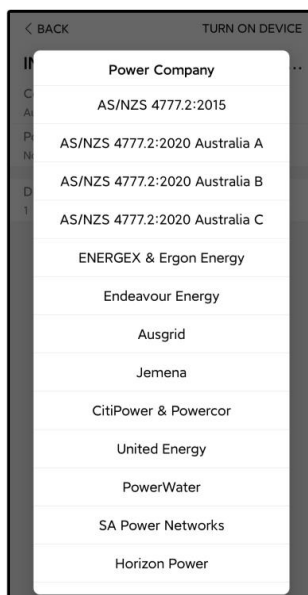 BACK
TURN ON DEVICE
Power Company
AS/NZS 4777.2:2015
AS/NZS 4777.2:2020 Australia A
AS/NZS 4777.2:2020 Australia B
AS/NZS 4777.2:2020 Australia C
ENERGEX & Ergon Energy
Endeavour Energy
Ausgrid
Jemena
CitiPower & Powercor
United Energy
PowerWater
SA Power Networks
Horizon Power